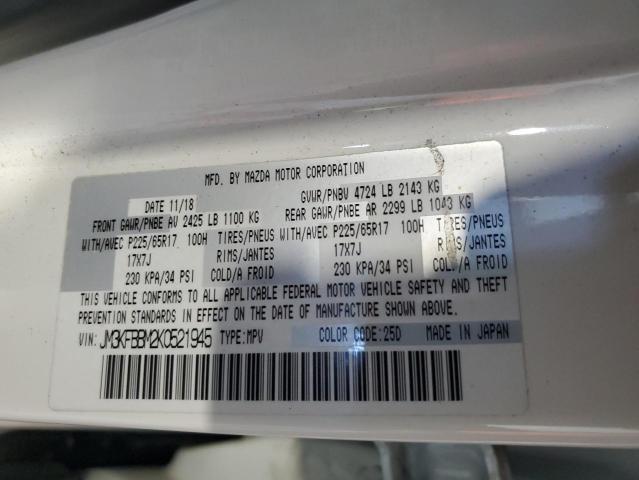 MFD. BY MAZDA MOTOR CORPORATION
DATE 11/18 GVWR/PNBV 4724 LB 2143 KG
FRONT GAWR/PNBE AV 2425 LB 1100 KG REAR GAWR/PNBE AR 2299 LB 1043 KG
WITH/AVEC P225/65R17 100H TIRES/PNEUS WITH/AVEC P225/65R17 100H TIRES/PNEUS
17X7J RIMS/JANTES 17X7J RIMS/JANTES
230 KPA/34 PSI COLD/A FROID 230 KPA/34 PSI COLD/A FROID
THIS VEHICLE CONFORMS TO ALL APPLICABLE FEDERAL MOTOR VEHICLE SAFETY AND THEFT
PREVENTION STANDARDS IN EFFECT ON THE DATE OF MANUFACTURE SHOWN ABOVE.
VIN: JM3KFBBM2K0521945 TYPE:MPV COLOR CODE:25D MADE IN JAPAN